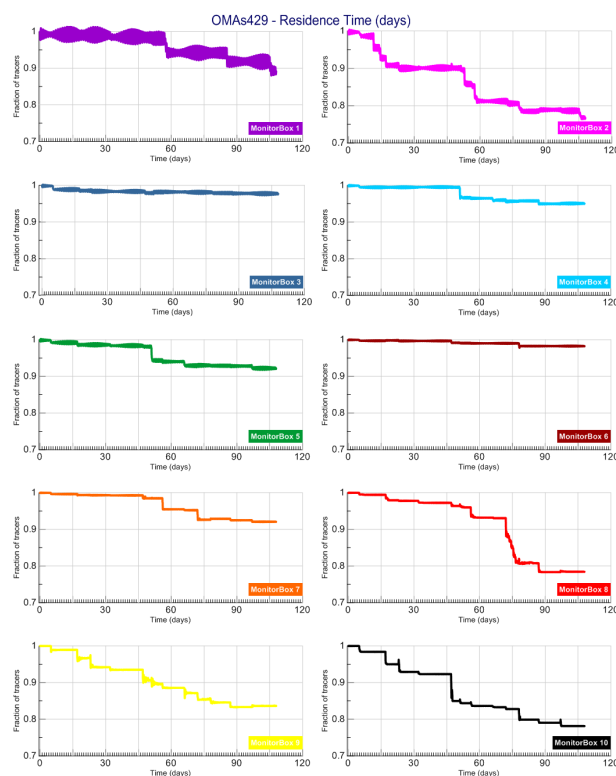 OMAs429 - Residence Time (days)
Fraction of tracers
1
0.9
0.8
0.7
0 30 60 90 120
Time (days)
MonitorBox 1
Fraction of tracers
1
0.9
0.8
0.7
0 30 60 90 120
Time (days)
MonitorBox 2
Fraction of tracers
1
0.9
0.8
0.7
0 30 60 90 120
Time (days)
MonitorBox 3
Fraction of tracers
1
0.9
0.8
0.7
0 30 60 90 120
Time (days)
MonitorBox 4
Fraction of tracers
1
0.9
0.8
0.7
0 30 60 90 120
Time (days)
MonitorBox 5
Fraction of tracers
1
0.9
0.8
0.7
0 30 60 90 120
Time (days)
MonitorBox 6
Fraction of tracers
1
0.9
0.8
0.7
0 30 60 90 120
Time (days)
MonitorBox 7
Fraction of tracers
1
0.9
0.8
0.7
0 30 60 90 120
Time (days)
MonitorBox 8
Fraction of tracers
1
0.9
0.8
0.7
0 30 60 90 120
Time (days)
MonitorBox 9
Fraction of tracers
1
0.9
0.8
0.7
0 30 60 90 120
Time (days)
MonitorBox 10